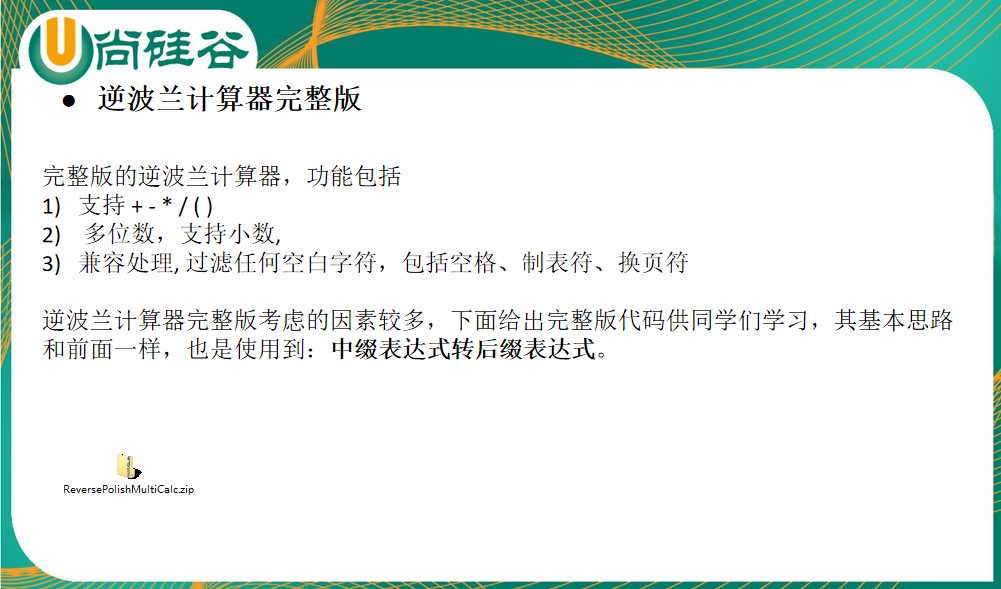 尚硅谷
● 逆波兰计算器完整版
完整版的逆波兰计算器，功能包括
1) 支持 + - * / ( )
2) 多位数，支持小数,
3) 兼容处理, 过滤任何空白字符，包括空格、制表符、换页符
逆波兰计算器完整版考虑的因素较多，下面给出完整版代码供同学们学习，其基本思路
和前面一样，也是使用到：中缀表达式转后缀表达式。
ReversePolishMultiCalc.zip